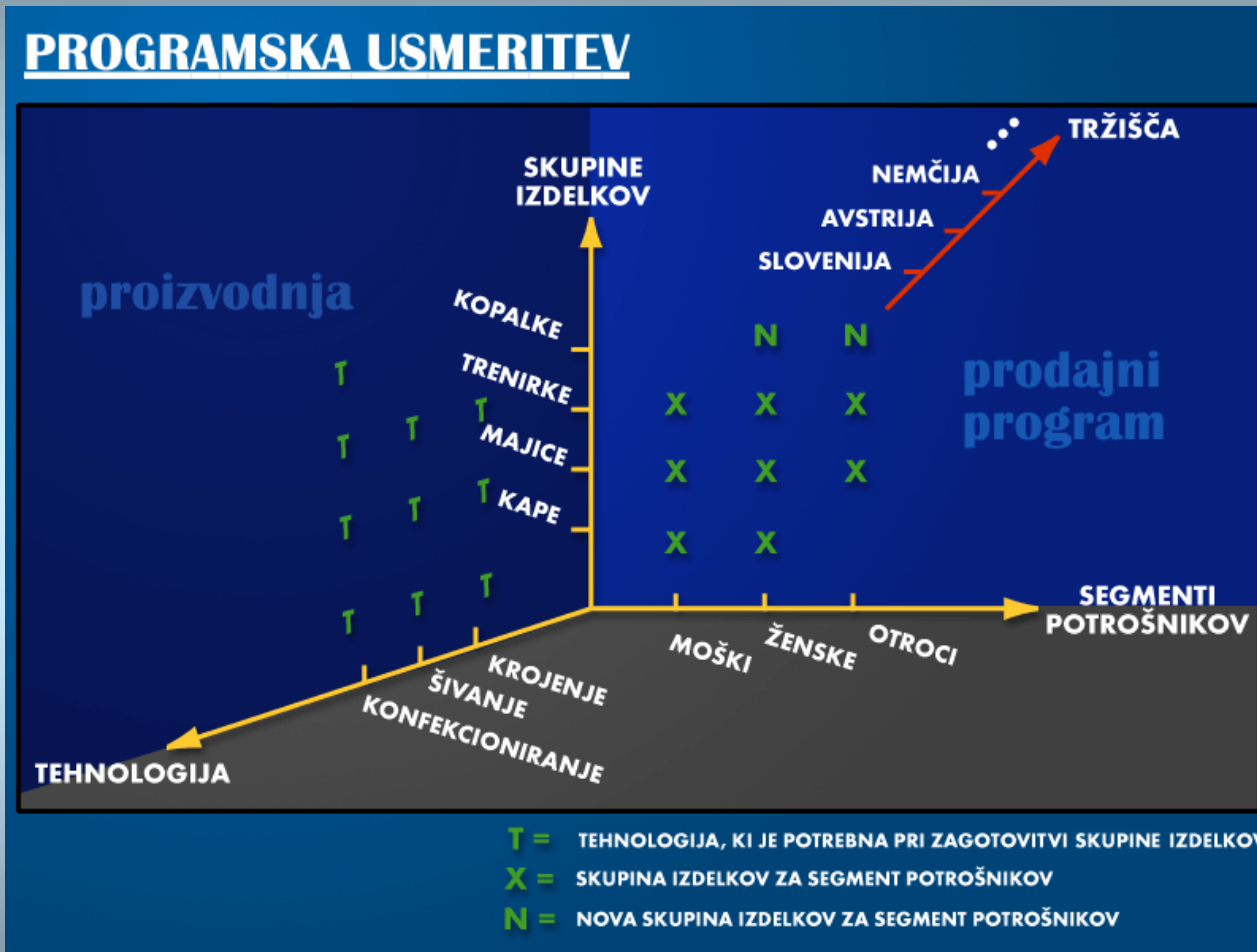 PROGRAMSKA USMERITEV
TRŽIŠČA
SKUPINE
IZDELKOV
NEMČIJA
AVSTRIJA
SLOVENIJA
proizvodnja
prodajni
program
KOPALKE
TRENIRKE
MAJICE
KAPE
N N
X X X
X X X
X X
T
T T T
T T T
T T T
SEGMENTI
POTROŠNIKOV
MOŠKI
ŽENSKE
OTROCI
KROJENJE
ŠIVANJE
KONFEKCIONIRANJE
TEHNOLOGIJA
T = TEHNOLOGIJA, KI JE POTREBNA PRI ZAGOTOVITVI SKUPINE IZDELKOV
X = SKUPINA IZDELKOV ZA SEGMENT POTROŠNIKOV
N = NOVA SKUPINA IZDELKOV ZA SEGMENT POTROŠNIKOV